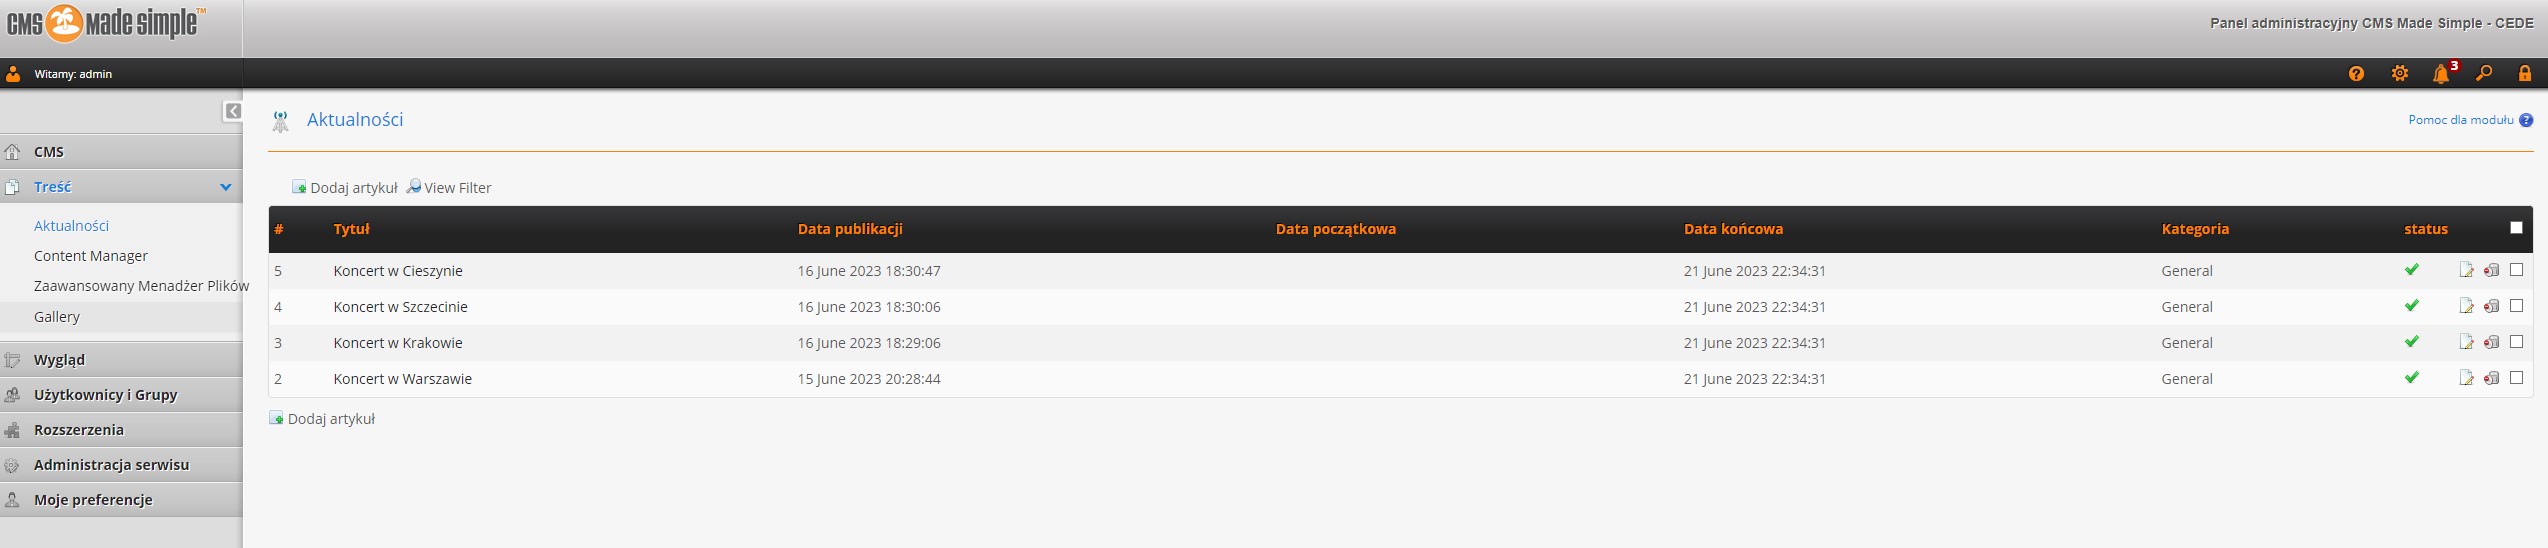 CMS made simple™
Panel administracyjny CMS Made Simple - CEDE
Witamy: admin
3
Aktualności
Pomoc dla modułu ?
CMS
Treść
Aktualności
Content Manager
Zaawansowany Menadżer Plików
Gallery
Wygląd
Użytkownicy i Grupy
Rozszerzenia
Administracja serwisu
Moje preferencje
Dodaj artykuł View Filter
# Tytuł Data publikacji Data początkowa Data końcowa Kategoria status
5 Koncert w Cieszynie 16 June 2023 18:30:47 21 June 2023 22:34:31 General
4 Koncert w Szczecinie 16 June 2023 18:30:06 21 June 2023 22:34:31 General
3 Koncert w Krakowie 16 June 2023 18:29:06 21 June 2023 22:34:31 General
2 Koncert w Warszawie 15 June 2023 20:28:44 21 June 2023 22:34:31 General
Dodaj artykuł